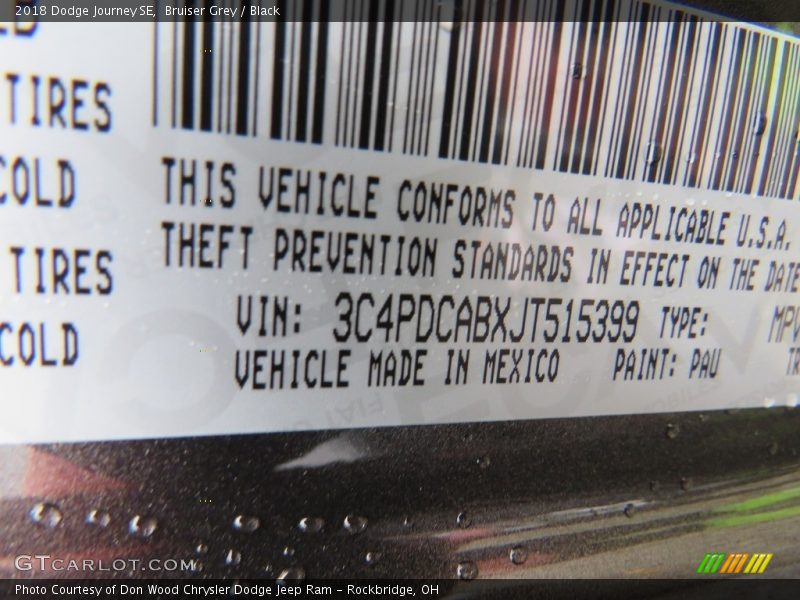 2018 Dodge Journey SE, Bruiser Grey / Black
TIRES
COLD
TIRES
COLD
THIS VEHICLE CONFORMS TO ALL APPLICABLE U.S.A.
THEFT PREVENTION STANDARDS IN EFFECT ON THE DATE
VIN: 3C4PDCABXJT515399 TYPE: MPV
VEHICLE MADE IN MEXICO PAINT: PAU TR
GTCARLOT.COM
Photo Courtesy of Don Wood Chrysler Dodge Jeep Ram – Rockbridge, OH